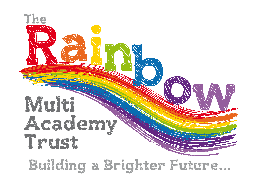 The
Rainbow
Multi
Academy
Trust
Building a Brighter Future...